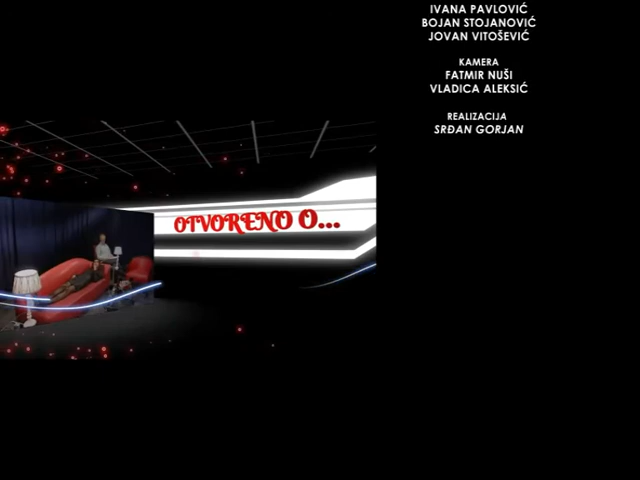 IVANA PAVLOVIĆ
BOJAN STOJANOVIĆ
JOVAN VITOŠEVIĆ
KAMERA
FATMIR NUŠI
VLADICA ALEKSIĆ
REALIZACIJA
SRĐAN GORJAN
OTVORENO O...